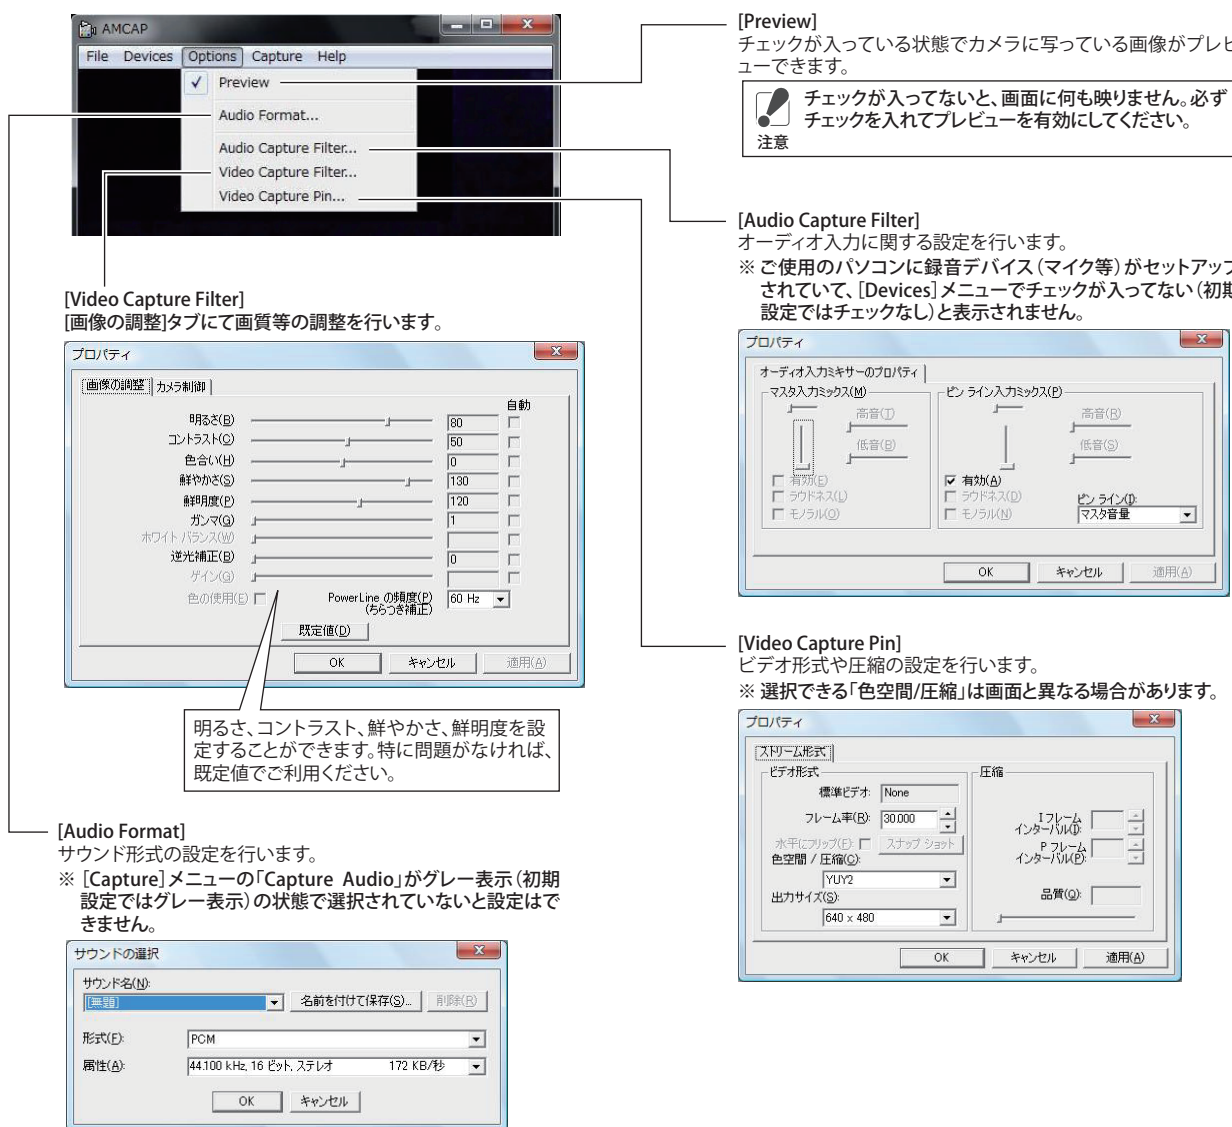 AMCAP
File Devices Options Capture Help
Preview
Audio Format...
Audio Capture Filter...
Video Capture Filter...
Video Capture Pin...
[Preview]
チェックが入っている状態でカメラに写っている画像がプレビ
ューできます。
チェックが入ってないと、画面に何も映りません。必ず
チェックを入れてプレビューを有効にしてください。
注意
[Audio Capture Filter]
オーディオ入力に関する設定を行います。
※ ご使用のパソコンに録音デバイス(マイク等)がセットアップ
されていて、[Devices]メニューでチェックが入ってない(初期
設定ではチェックなし)と表示されません。
プロパティ
オーディオ入力ミキサーのプロパティ
マスタ入力ミックス(M)
高音(T)
低音(B)
有効(E)
ラウドネス(L)
モノラル(O)
ピン ライン入力ミックス(P)
高音(R)
低音(S)
有効(A)
ラウドネス(D)
モノラル(N)
ピン ライン(I):
マスタ音量
OK キャンセル 適用(A)
[Video Capture Filter]
[画像の調整]タブにて画質等の調整を行います。
プロパティ
画像の調整 カメラ制御
自動
明るさ(B) 80
コントラスト(C) 50
色合い(H) 0
鮮やかさ(S) 130
鮮明度(P) 120
ガンマ(G) 1
ホワイト バランス(W)
逆光補正(B) 0
ゲイン(G)
色の使用(E) PowerLine の頻度(P) 60 Hz
(ちらつき補正)
既定値(D)
OK キャンセル 適用(A)
明るさ、コントラスト、鮮やかさ、鮮明度を設
定することができます。特に問題がなければ、
既定値でご利用ください。
[Video Capture Pin]
ビデオ形式や圧縮の設定を行います。
※ 選択できる「色空間/圧縮」は画面と異なる場合があります。
プロパティ
ストリーム形式
ビデオ形式
標準ビデオ: None
フレーム率(R): 30.000
水平にフリップ(F): スナップ ショット
色空間 / 圧縮(C):
YUY2
出力サイズ(S):
640 x 480
圧縮
I フレーム
インターバル(I):
P フレーム
インターバル(P):
品質(Q):
OK キャンセル 適用(A)
[Audio Format]
サウンド形式の設定を行います。
※ [Capture]メニューの「Capture Audio」がグレー表示(初期
設定ではグレー表示)の状態で選択されていないと設定はで
きません。
サウンドの選択
サウンド名(N):
[無題] 名前を付けて保存(S)... 削除(R)
形式(F): PCM
属性(A): 44.100 kHz, 16 ビット, ステレオ 172 KB/秒
OK キャンセル